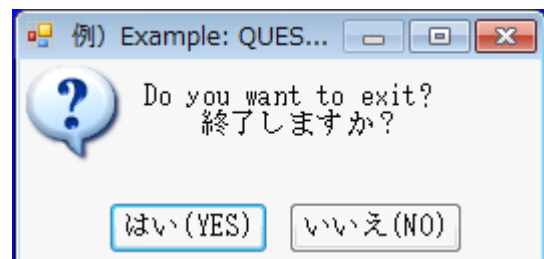 例) Example: QUES...
Do you want to exit?
終了しますか?
はい(YES) いいえ(NO)